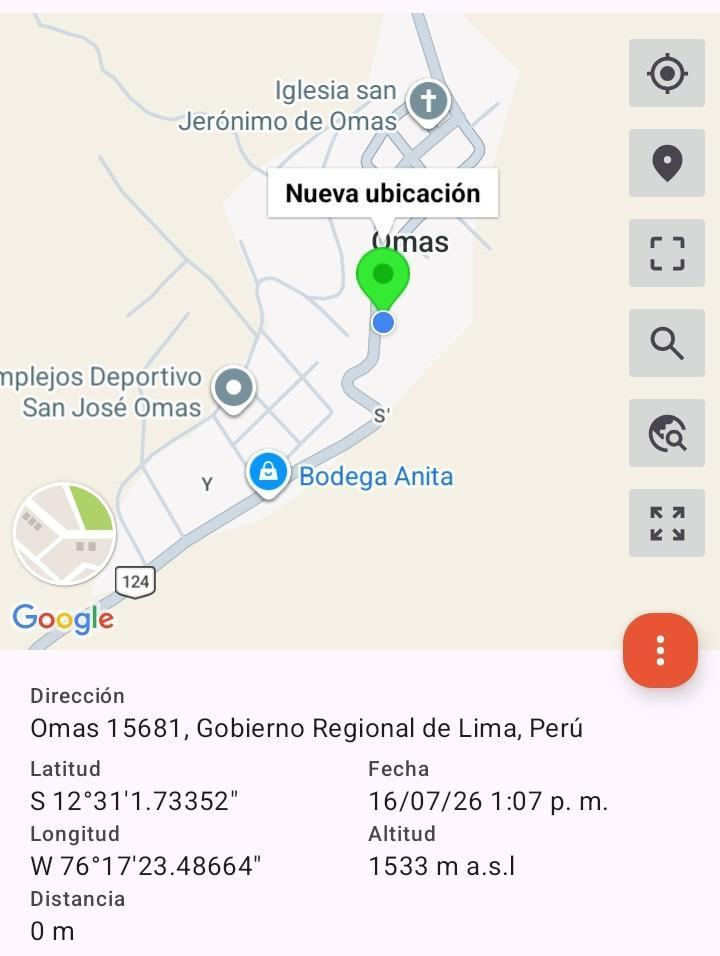 Iglesia san
Jerónimo de Omas
Nueva ubicación
Omas
mplejos Deportivo
San José Omas
S'
Y
Bodega Anita
124
Google
Dirección
Omas 15681, Gobierno Regional de Lima, Perú
Latitud
S 12°31'1.73352"
Fecha
16/07/26 1:07 p. m.
Longitud
W 76°17'23.48664"
Altitud
1533 m a.s.l
Distancia
0 m